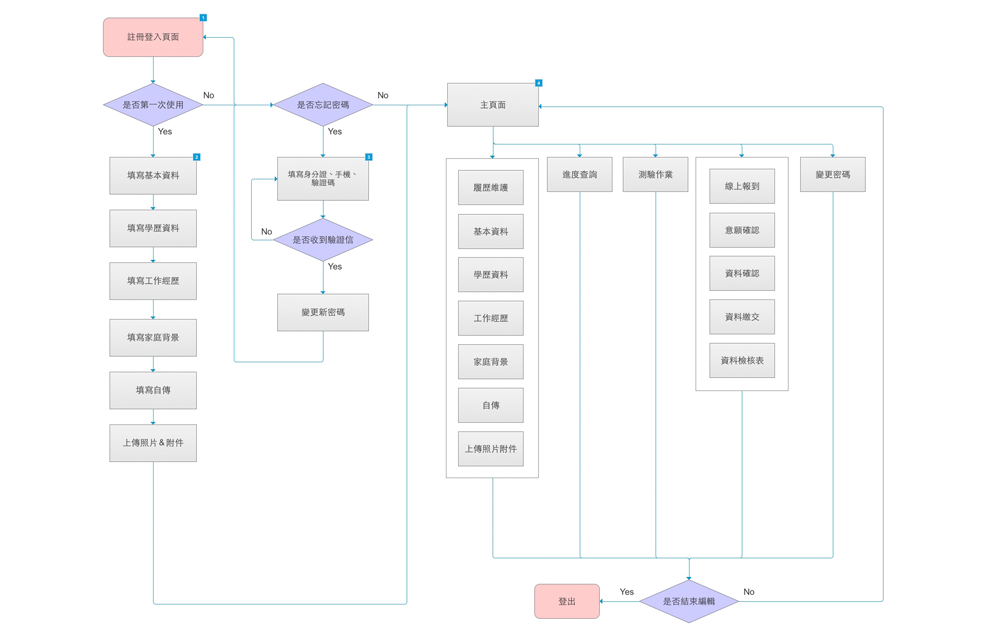 1
註冊登入頁面
是否第一次使用
No
Yes
2
填寫基本資料
填寫學歷資料
填寫工作經歷
填寫家庭背景
填寫自傳
上傳照片＆附件
是否忘記密碼
No
Yes
3
填寫身分證、手機、
驗證碼
是否收到驗證信
No
Yes
變更新密碼
4
主頁面
履歷維護
基本資料
學歷資料
工作經歷
家庭背景
自傳
上傳照片附件
進度查詢
測驗作業
線上報到
意願確認
資料確認
資料繳交
資料檢核表
變更密碼
是否結束編輯
Yes
No
登出